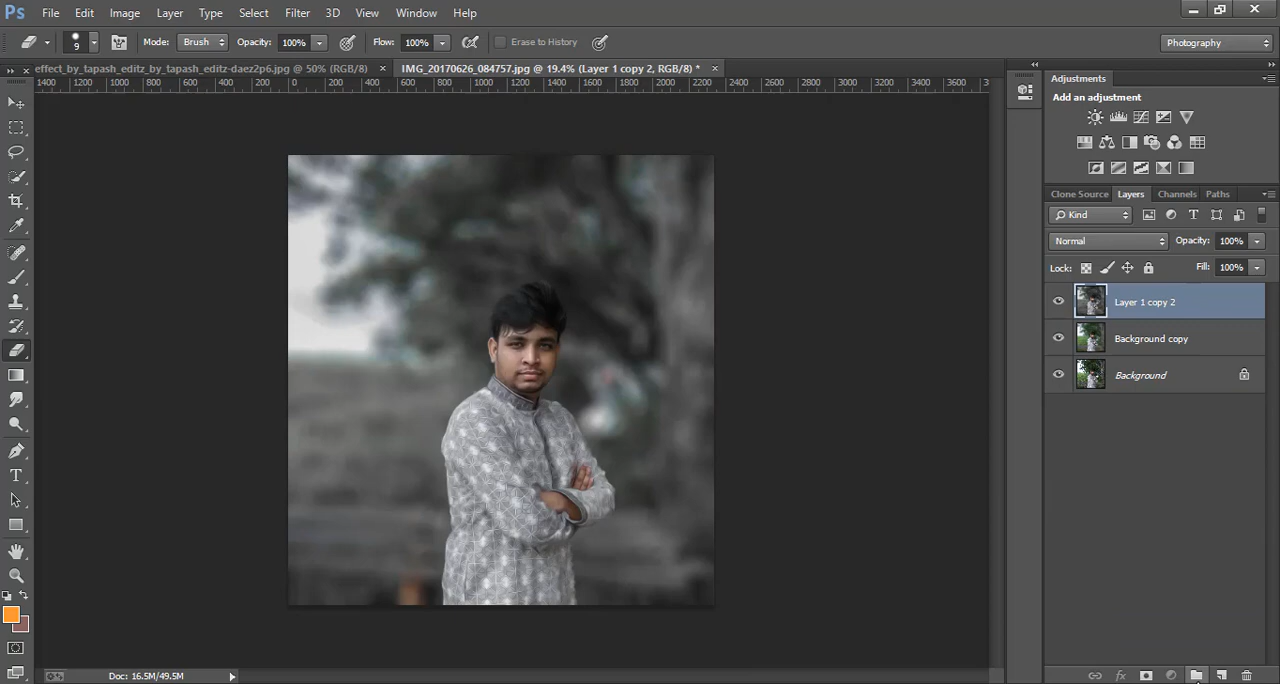 Ps File Edit Image Layer Type Select Filter 3D View Window Help
9 Mode: Brush Opacity: 100% Flow: 100% Erase to History Photography
effect_by_tapash_editz_by_tapash_editz-daez2p6.jpg @ 50% (RGB/8) × IMG_20170626_084757.jpg @ 19.4% (Layer 1 copy 2, RGB/8) * ×
1400 1200 1000 800 600 400 200 0 200 400 600 800 1000 1200 1400 1600 1800 2000 2200 2400 2600 2800 3000 3200 3400 3600
Adjustments
Add an adjustment
Clone Source Layers Channels Paths
Kind
Normal Opacity: 100%
Lock: Fill: 100%
Layer 1 copy 2
Background copy
Background
Doc: 16.5M/49.5M